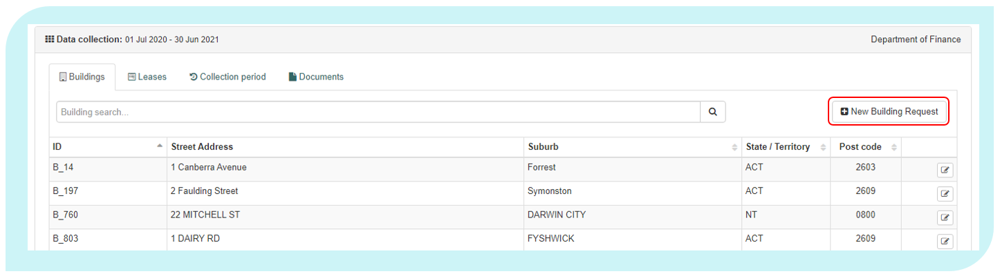 Data collection: 01 Jul 2020 - 30 Jun 2021 Department of Finance
Buildings Leases Collection period Documents
Building search... New Building Request
ID Street Address Suburb State / Territory Post code
B_14 1 Canberra Avenue Forrest ACT 2603
B_197 2 Faulding Street Symonston ACT 2609
B_760 22 MITCHELL ST DARWIN CITY NT 0800
B_803 1 DAIRY RD FYSHWICK ACT 2609